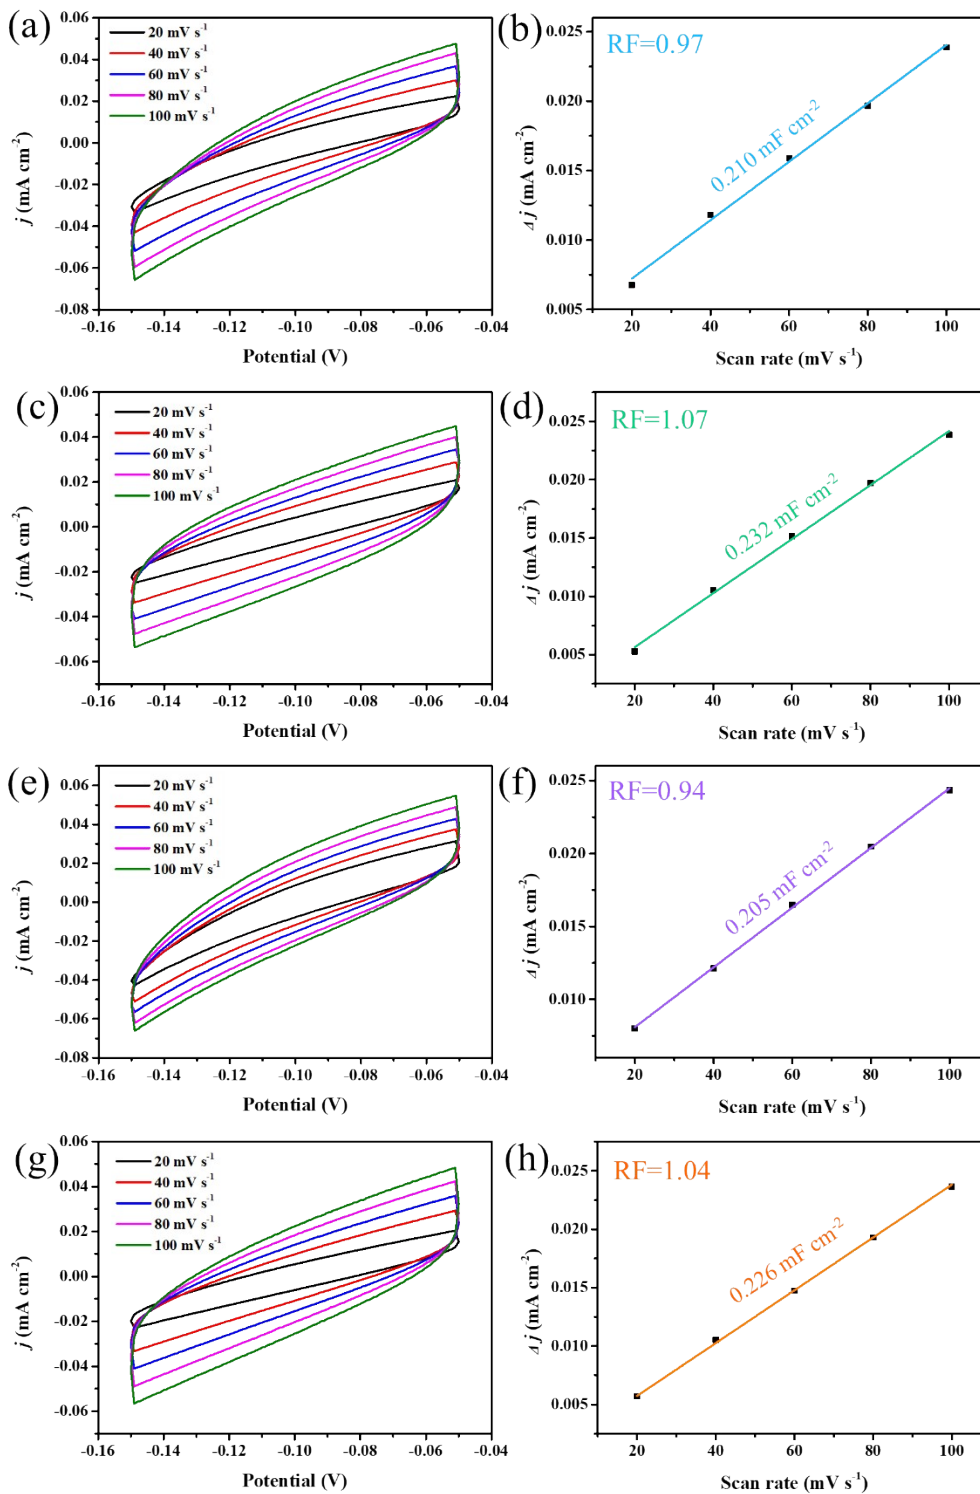 (a)
0.06
0.04
0.02
0.00
-0.02
-0.04
-0.06
-0.08
j (mA cm-2)
20 mV s-1
40 mV s-1
60 mV s-1
80 mV s-1
100 mV s-1
-0.16 -0.14 -0.12 -0.10 -0.08 -0.06 -0.04
Potential (V)
(b)
RF=0.97
0.210 mF cm-2
0.025
0.020
0.015
0.010
0.005
Δ j (mA cm-2)
20 40 60 80 100
Scan rate (mV s-1)
(c)
0.06
0.04
0.02
0.00
-0.02
-0.04
-0.06
j (mA cm-2)
20 mV s-1
40 mV s-1
60 mV s-1
80 mV s-1
100 mV s-1
-0.16 -0.14 -0.12 -0.10 -0.08 -0.06 -0.04
Potential (V)
(d)
RF=1.07
0.232 mF cm-2
0.025
0.020
0.015
0.010
0.005
Δ j (mA cm-2)
20 40 60 80 100
Scan rate (mV s-1)
(e)
0.06
0.04
0.02
0.00
-0.02
-0.04
-0.06
-0.08
j (mA cm-2)
20 mV s-1
40 mV s-1
60 mV s-1
80 mV s-1
100 mV s-1
-0.16 -0.14 -0.12 -0.10 -0.08 -0.06 -0.04
Potential (V)
(f)
RF=0.94
0.205 mF cm-2
0.025
0.020
0.015
0.010
Δ j (mA cm-2)
20 40 60 80 100
Scan rate (mV s-1)
(g)
0.06
0.04
0.02
0.00
-0.02
-0.04
-0.06
j (mA cm-2)
20 mV s-1
40 mV s-1
60 mV s-1
80 mV s-1
100 mV s-1
-0.16 -0.14 -0.12 -0.10 -0.08 -0.06 -0.04
Potential (V)
(h)
RF=1.04
0.226 mF cm-2
0.025
0.020
0.015
0.010
0.005
Δ j (mA cm-2)
20 40 60 80 100
Scan rate (mV s-1)